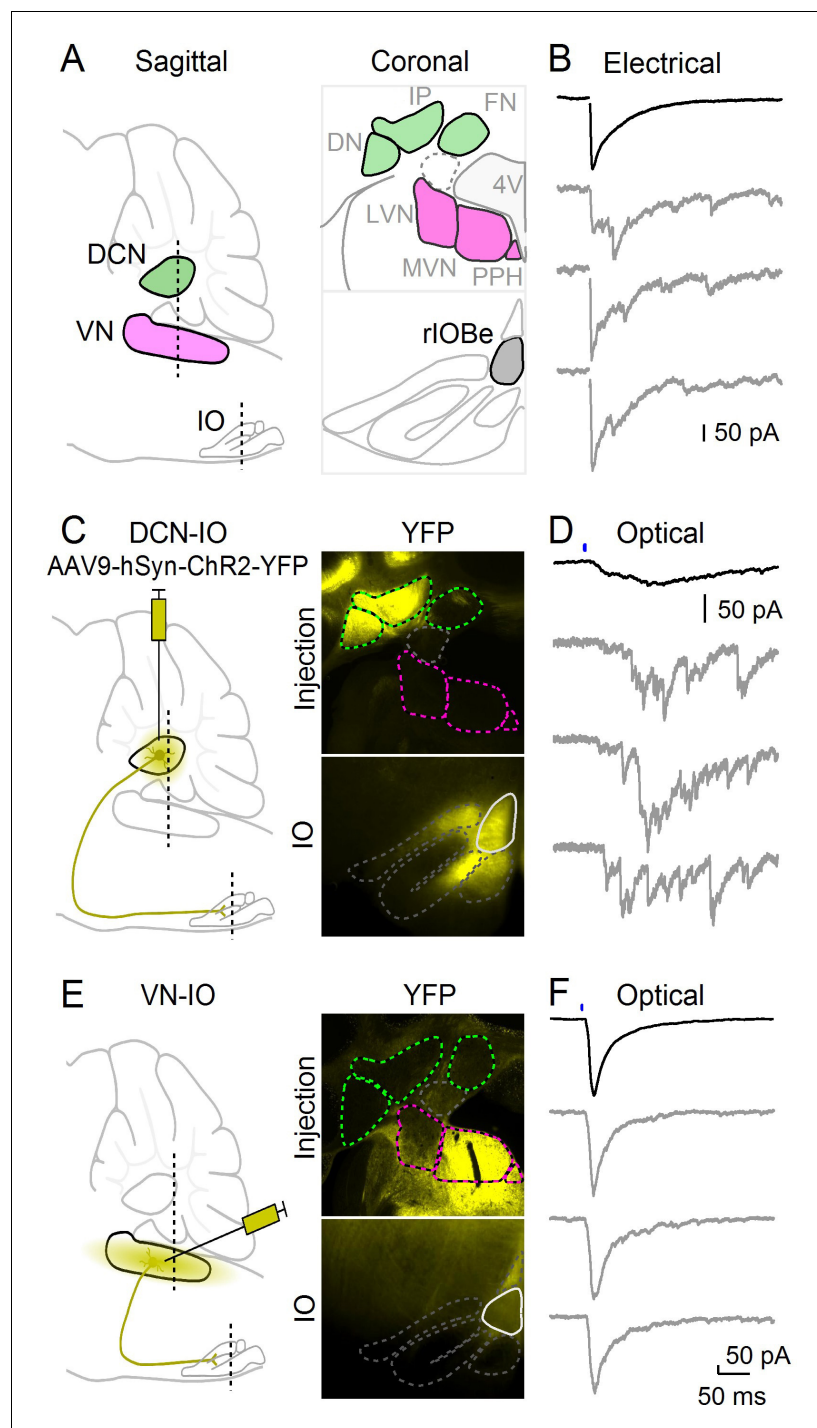 A
Sagittal
Coronal
B
Electrical
IP
FN
DN
4V
LVN
DCN
MVN
PPH
VN
rIOBe
IO
50 pA
C
DCN-IO
YFP
D
Optical
AAV9-hSyn-ChR2-YFP
50 pA
Injection
IO
E
VN-IO
YFP
F
Optical
Injection
IO
50 pA
50 ms